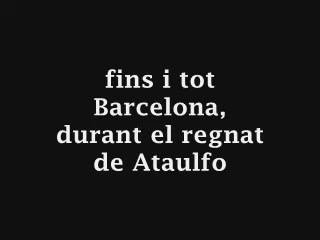 fins i tot
Barcelona,
durant el regnat
de Ataulfo